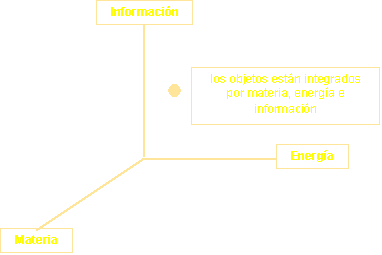 Información
los objetos están integrados
por materia, energía e
información
Energía
Materia